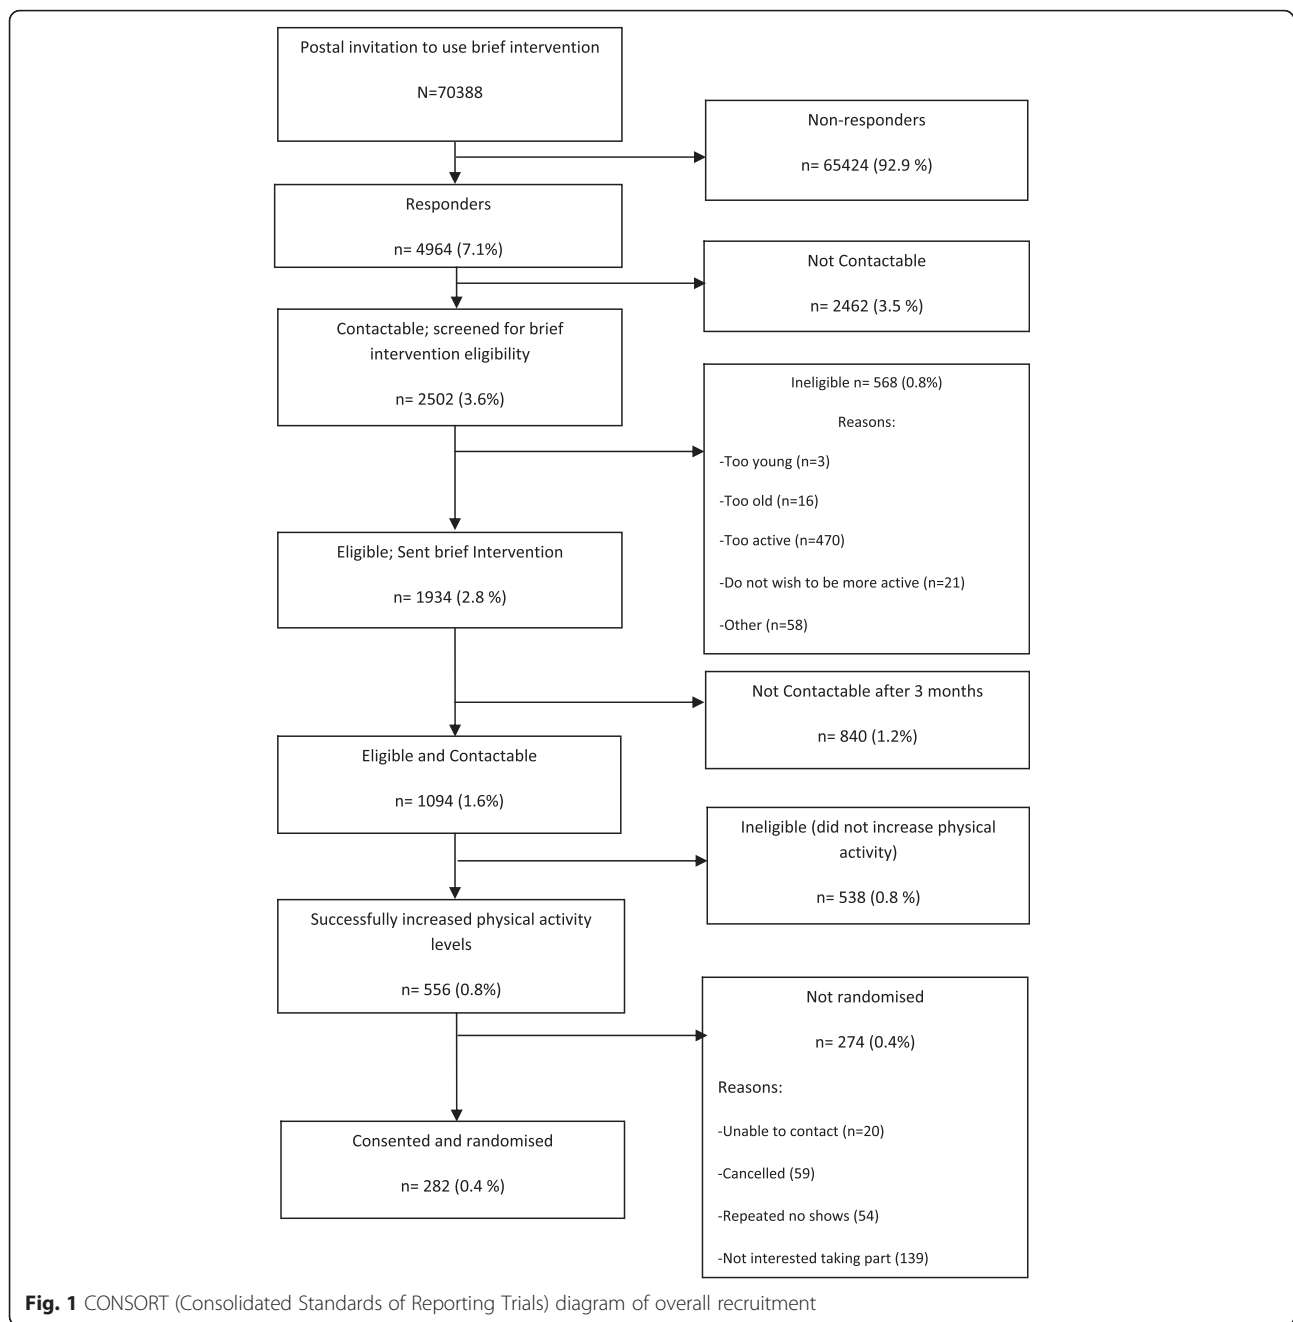 Postal invitation to use brief intervention
N=70388
Non-responders
n= 65424 (92.9 %)
Responders
n= 4964 (7.1%)
Not Contactable
n= 2462 (3.5 %)
Contactable; screened for brief
intervention eligibility
n= 2502 (3.6%)
Ineligible n= 568 (0.8%)
Reasons:
-Too young (n=3)
-Too old (n=16)
-Too active (n=470)
-Do not wish to be more active (n=21)
-Other (n=58)
Eligible; Sent brief Intervention
n= 1934 (2.8 %)
Not Contactable after 3 months
n= 840 (1.2%)
Eligible and Contactable
n= 1094 (1.6%)
Ineligible (did not increase physical
activity)
n= 538 (0.8 %)
Successfully increased physical activity
levels
n= 556 (0.8%)
Not randomised
n= 274 (0.4%)
Reasons:
-Unable to contact (n=20)
-Cancelled (59)
-Repeated no shows (54)
-Not interested taking part (139)
Consented and randomised
n= 282 (0.4 %)
Fig. 1 CONSORT (Consolidated Standards of Reporting Trials) diagram of overall recruitment